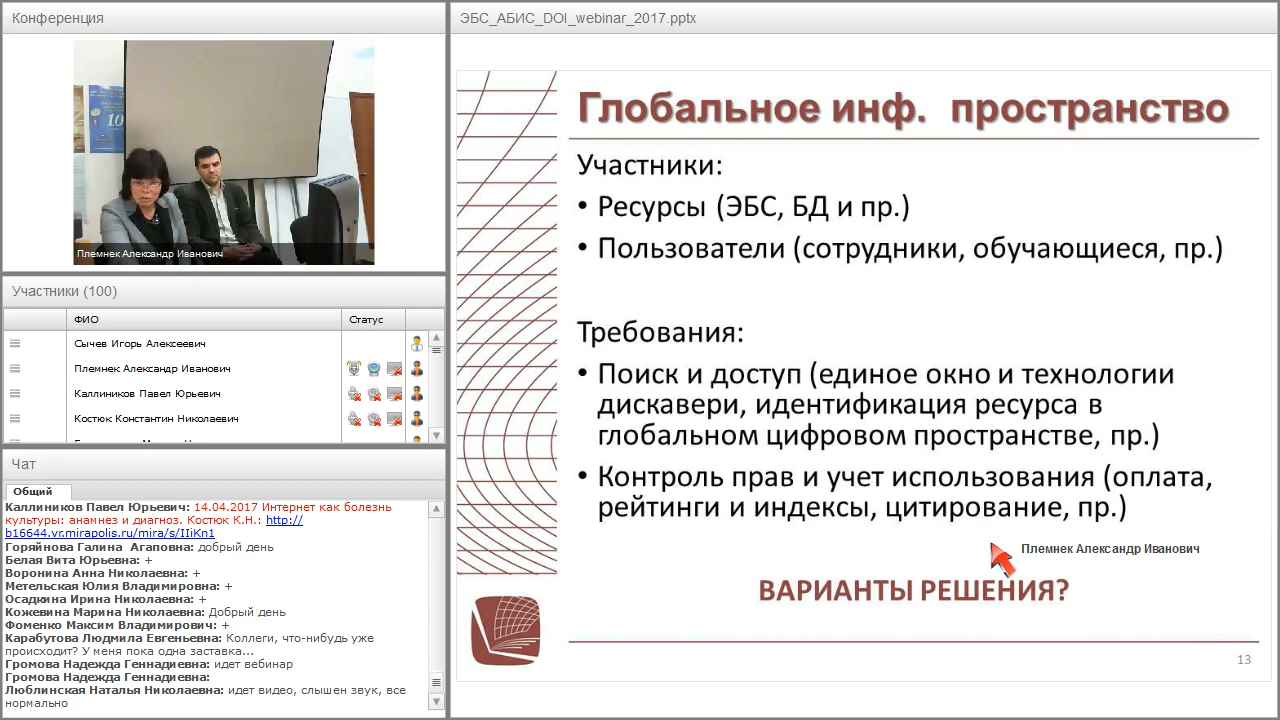 Конференция
10
Племнек Александр Иванович
Участники (100)
ФИО
Статус
Сычев Игорь Алексеевич
Племнек Александр Иванович
Каллиников Павел Юрьевич
Костюк Константин Николаевич
Чат
Общий
Каллиников Павел Юрьевич: 14.04.2017 Интернет как болезнь
культуры: анамнез и диагноз. Костюк К.Н.: http://
b16644.vr.mirapolis.ru/mira/s/IIiKn1
Горяйнова Галина Агаповна: добрый день
Белая Вита Юрьевна: +
Воронина Анна Николаевна: +
Метельская Юлия Владимировна: +
Осадкина Ирина Николаевна: +
Кожевина Марина Николаевна: Добрый день
Фоменко Максим Владимирович: +
Карабутова Людмила Евгеньевна: Коллеги, что-нибудь уже
происходит? У меня пока одна заставка...
Громова Надежда Геннадиевна: идет вебинар
Громова Надежда Геннадиевна:
Люблинская Наталья Николаевна: идет видео, слышен звук, все
нормально
ЭБС_АБИС_DOI_webinar_2017.pptx
Глобальное инф. пространство
Участники:
• Ресурсы (ЭБС, БД и пр.)
• Пользователи (сотрудники, обучающиеся, пр.)
Требования:
• Поиск и доступ (единое окно и технологии
дискавери, идентификация ресурса в
глобальном цифровом пространстве, пр.)
• Контроль прав и учет использования (оплата,
рейтинги и индексы, цитирование, пр.)
Племнек Александр Иванович
ВАРИАНТЫ РЕШЕНИЯ?
13